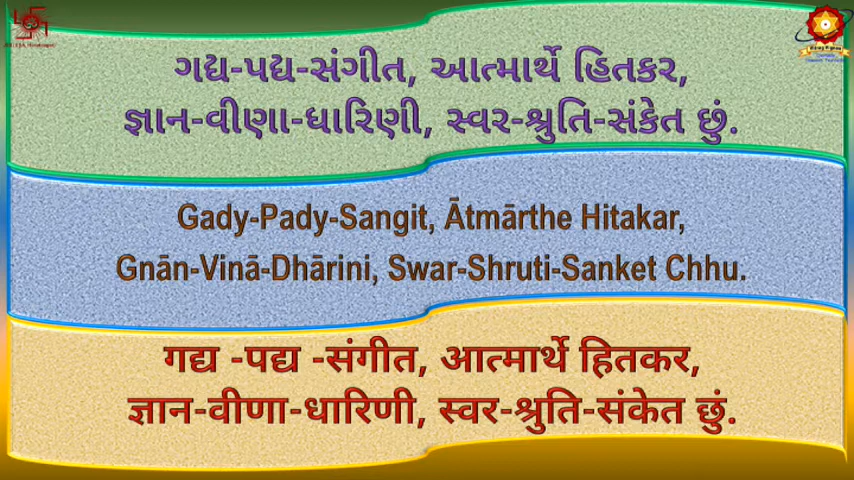 ગદ્ય-પદ્ય-સંગીત, આત્માર્થે હિતકર,
જ્ઞાન-વીણા-ધારિણી, સ્વર-શ્રુતિ-સંકેત છું.
Gady-Pady-Sangit, Ātmārthe Hitakar,
Gnān-Vinā-Dhārini, Swar-Shruti-Sanket Chhu.
गद्य -पद्य -संगीत, आत्मार्थे हितकर,
ज्ञान-वीणा-धारिणी, स्वर-श्रुति-संकेत छुं.